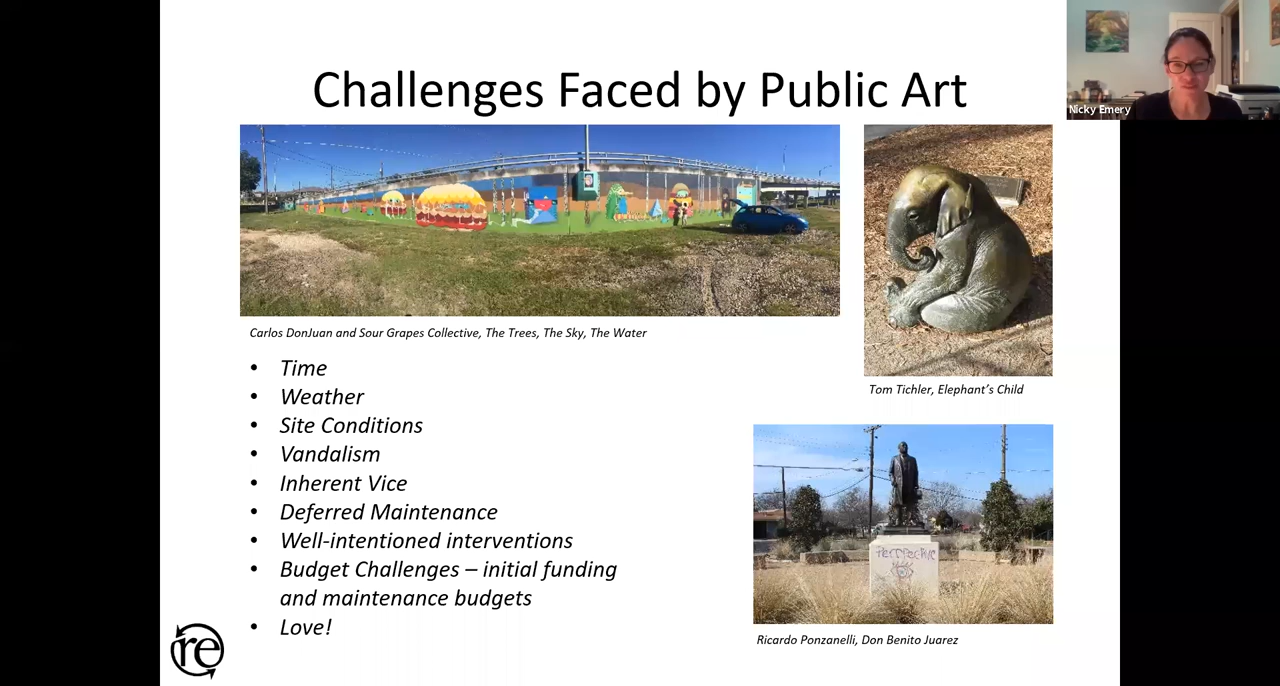 Challenges Faced by Public Art
Nicky Emery
Carlos DonJuan and Sour Grapes Collective, The Trees, The Sky, The Water
Tom Tichler, Elephant's Child
• Time
• Weather
• Site Conditions
• Vandalism
• Inherent Vice
• Deferred Maintenance
• Well-intentioned interventions
• Budget Challenges – initial funding
and maintenance budgets
• Love!
PERSPECTIVE
Ricardo Ponzanelli, Don Benito Juarez
re